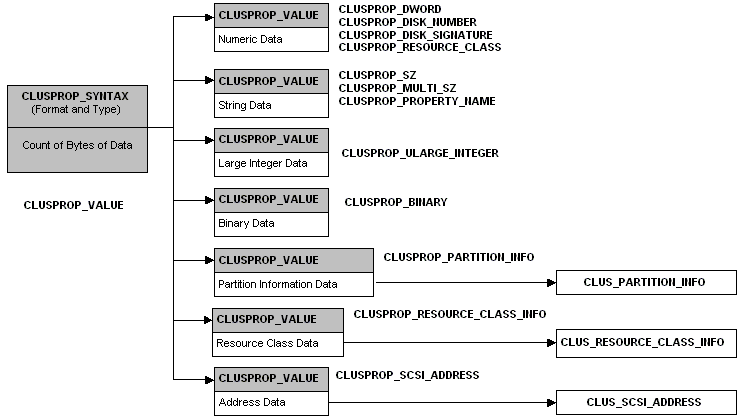 CLUSPROP_SYNTAX
(Format and Type)
Count of Bytes of Data
CLUSPROP_VALUE
CLUSPROP_VALUE
Numeric Data
CLUSPROP_DWORD
CLUSPROP_DISK_NUMBER
CLUSPROP_DISK_SIGNATURE
CLUSPROP_RESOURCE_CLASS
CLUSPROP_VALUE
String Data
CLUSPROP_SZ
CLUSPROP_MULTI_SZ
CLUSPROP_PROPERTY_NAME
CLUSPROP_VALUE
Large Integer Data
CLUSPROP_ULARGE_INTEGER
CLUSPROP_VALUE
Binary Data
CLUSPROP_BINARY
CLUSPROP_VALUE
Partition Information Data
CLUSPROP_PARTITION_INFO
CLUS_PARTITION_INFO
CLUSPROP_VALUE
Resource Class Data
CLUSPROP_RESOURCE_CLASS_INFO
CLUS_RESOURCE_CLASS_INFO
CLUSPROP_VALUE
Address Data
CLUSPROP_SCSI_ADDRESS
CLUS_SCSI_ADDRESS